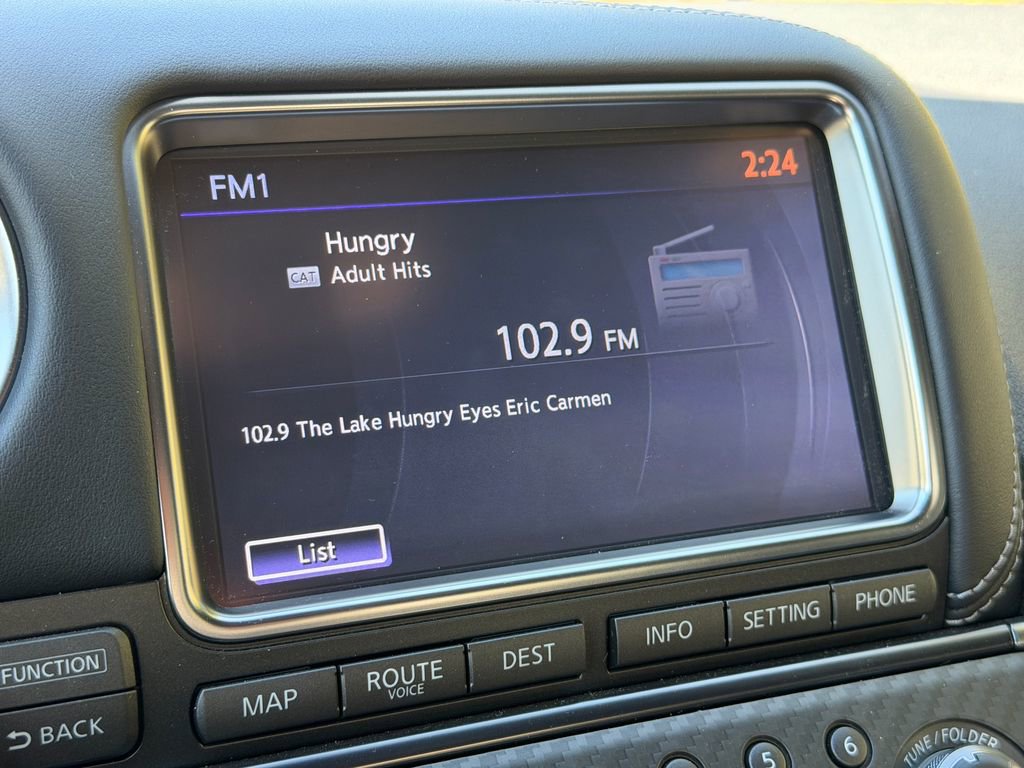 FM1
2:24
Hungry
CAT Adult Hits
102.9 FM
102.9 The Lake Hungry Eyes Eric Carmen
List
FUNCTION
BACK
MAP
ROUTE
VOICE
DEST
INFO
SETTING
PHONE
5
6
TUNE / FOLDER